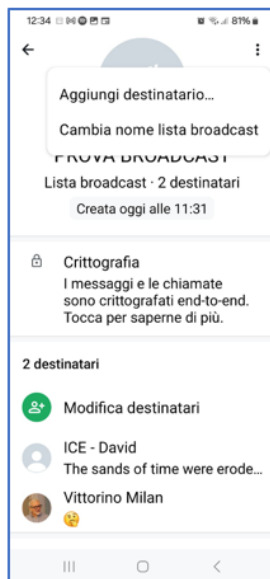 12:34
81%
Aggiungi destinatario...
Cambia nome lista broadcast
PROVA BROADCAST
Lista broadcast · 2 destinatari
Creata oggi alle 11:31
Crittografia
I messaggi e le chiamate
sono crittografati end-to-end.
Tocca per saperne di più.
2 destinatari
Modifica destinatari
ICE - David
The sands of time were erode...
Vittorino Milan
🤔